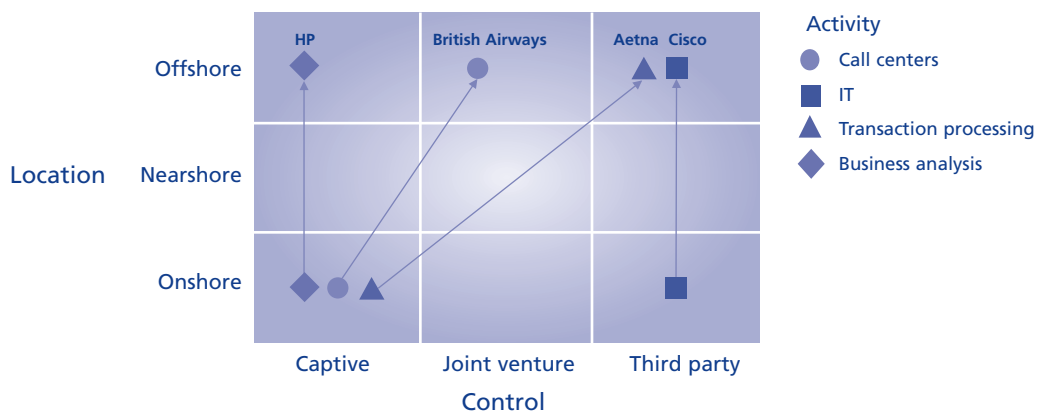 HP
British Airways
Aetna
Cisco
Activity
Call centers
IT
Transaction processing
Business analysis
Location
Offshore
Nearshore
Onshore
Captive
Joint venture
Third party
Control